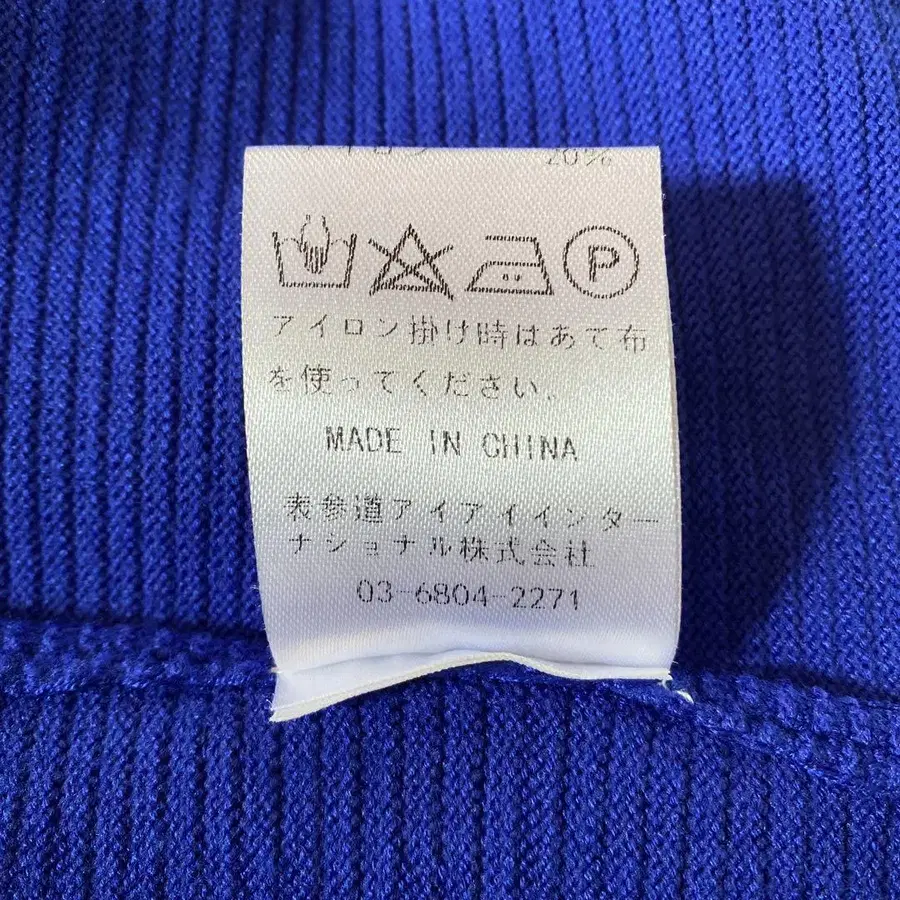 20%
P
アイロン掛け時はあて布
を使ってください。
MADE IN CHINA
表参道アイアイインター
ナショナル株式会社
03-6804-2271